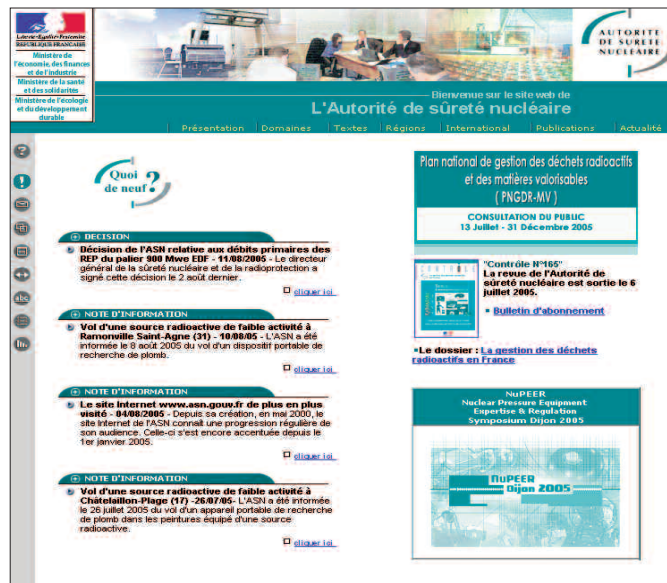 Liberté • Égalité • Fraternité
RÉPUBLIQUE FRANÇAISE
Ministère de
l'économie, des finances
et de l'industrie
Ministère de la santé
et des solidarités
Ministère de l'écologie
et du développement
durable
AUTORITE
DE SURETE
NUCLEAIRE
Bienvenue sur le site web de
L'Autorité de sûreté nucléaire
Présentation Domaines Textes Régions International Publications Actualité
Quoi
de neuf ?
DECISION
Décision de l'ASN relative aux débits primaires des
REP du palier 900 Mwe EDF - 11/08/2005 - Le directeur
général de la sûreté nucléaire et de la radioprotection a
signé cette décision le 2 août dernier.
cliquer ici
NOTE D'INFORMATION
Vol d'une source radioactive de faible activité à
Ramonville Saint-Agne (31) - 10/08/05 - L'ASN a été
informée le 8 août 2005 du vol d'un dispositif portable de
recherche de plomb.
cliquer ici
NOTE D'INFORMATION
Le site Internet www.asn.gouv.fr de plus en plus
visité - 04/08/2005 - Depuis sa création, en mai 2000, le
site Internet de l'ASN connaît une progression régulière de
son audience. Celle-ci s'est encore accentuée depuis le
1er janvier 2005.
cliquer ici
NOTE D'INFORMATION
Vol d'une source radioactive de faible activité à
Châtelaillon-Plage (17) -26/07/05- L'ASN a été informée
le 26 juillet 2005 du vol d'un appareil portable de recherche
de plomb dans les peintures équipé d'une source
radioactive.
cliquer ici
Plan national de gestion des déchets radioactifs
et des matières valorisables
( PNGDR-MV )
CONSULTATION DU PUBLIC
13 Juillet - 31 Décembre 2005
CONTRÔLE
"Contrôle N°165"
La revue de l'Autorité de
sûreté nucléaire est sortie le 6
juillet 2005.
Bulletin d'abonnement
Le dossier : La gestion des déchets
radioactifs en France
NuPEER
Nuclear Pressure Equipment
Expertise & Regulation
Symposium Dijon 2005
NUPEER
Dijon 2005
abc